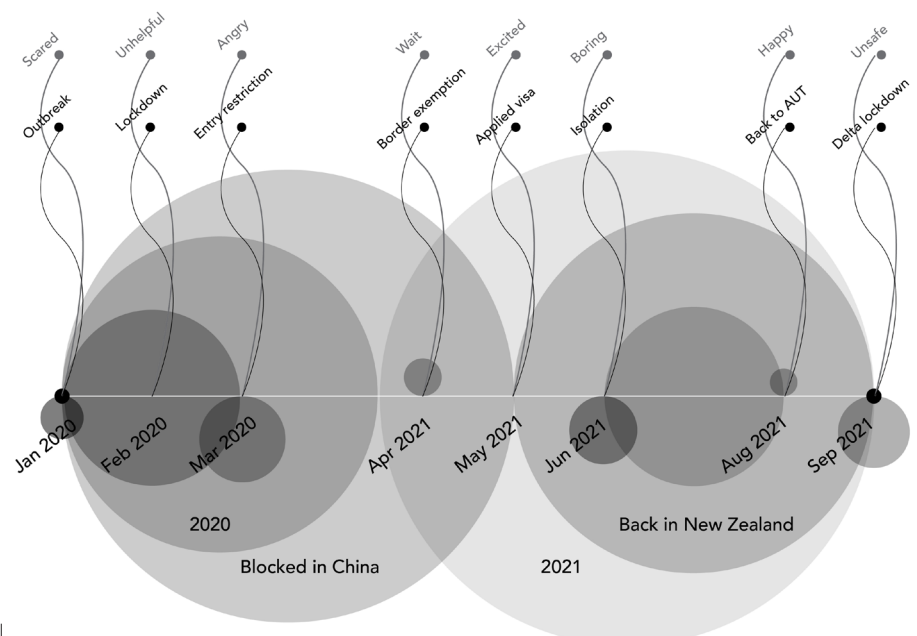 Scared
Unhelpful
Angry
Wait
Excited
Boring
Happy
Unsafe
Outbreak
Lockdown
Entry restriction
Border exemption
Applied visa
Isolation
Back to AUT
Delta lockdown
Jan 2020
Feb 2020
Mar 2020
Apr 2021
May 2021
Jun 2021
Aug 2021
Sep 2021
2020
Back in New Zealand
Blocked in China
2021